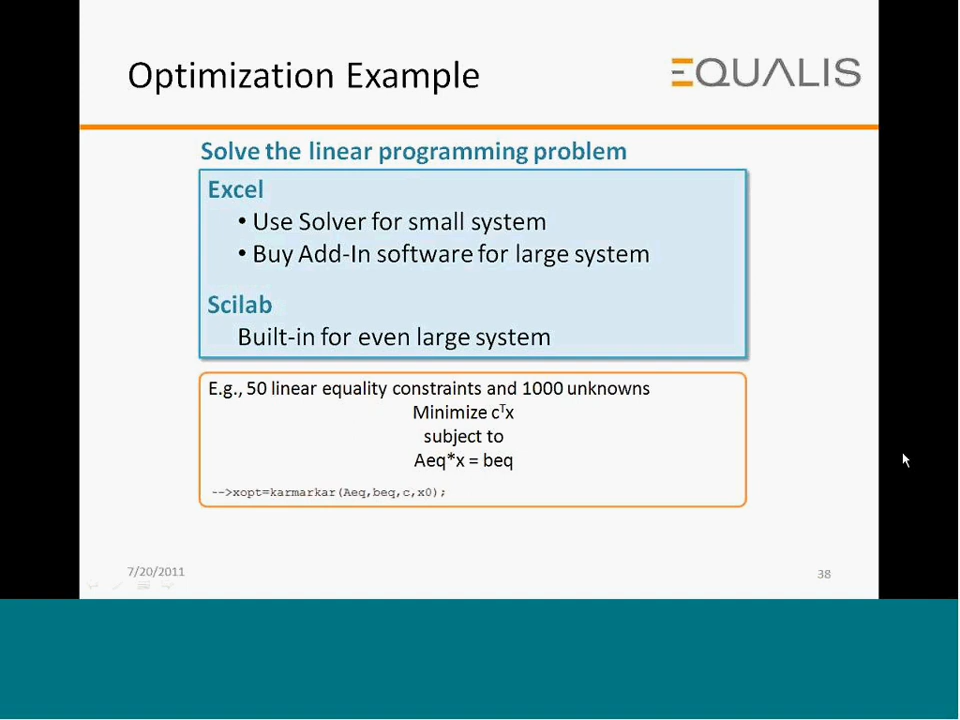 Optimization Example
EQUALIS
Solve the linear programming problem
Excel
• Use Solver for small system
• Buy Add-In software for large system
Scilab
Built-in for even large system
E.g., 50 linear equality constraints and 1000 unknowns
Minimize cᵀx
subject to
Aeq*x = beq
-->xopt=karmarkar(Aeq,beq,c,x0);
7/20/2011
38